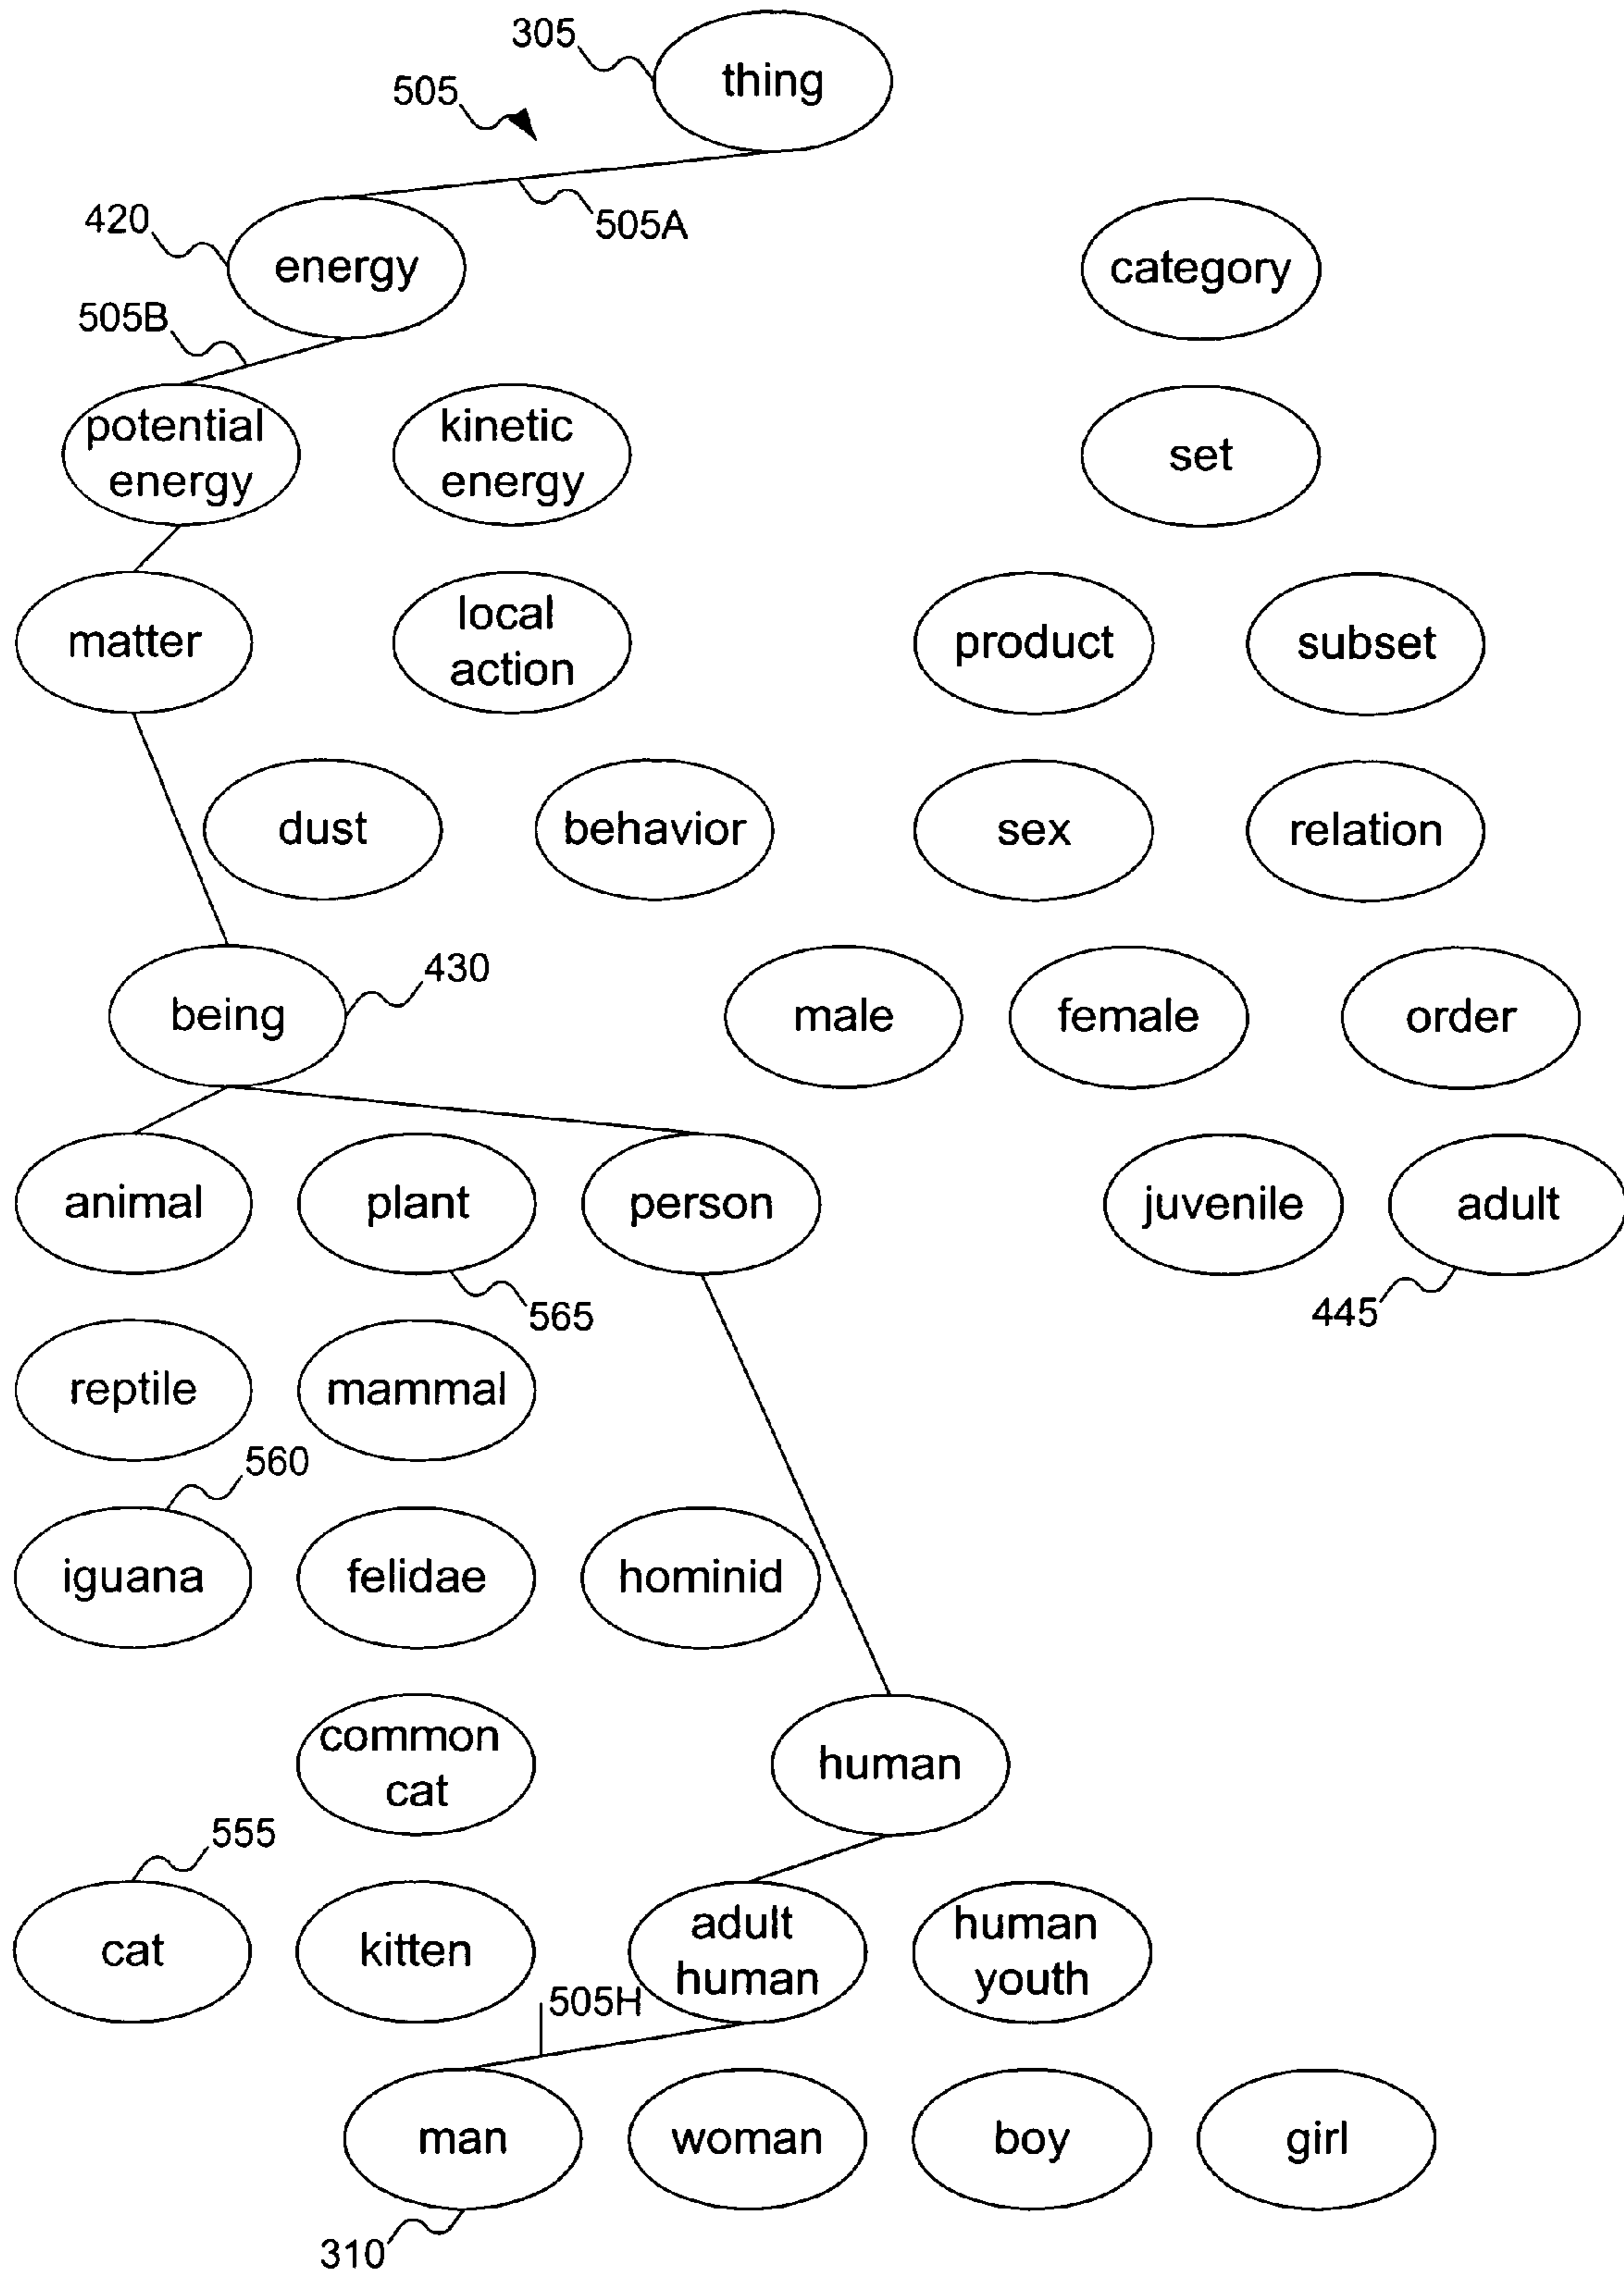 305
thing
505
505A
420
energy
category
505B
potential
energy
kinetic
energy
set
matter
local
action
product
subset
dust
behavior
sex
relation
being
430
male
female
order
animal
plant
person
juvenile
adult
565
445
reptile
mammal
560
iguana
felidae
hominid
common
cat
human
555
cat
kitten
adult
human
human
youth
505H
man
woman
boy
girl
310